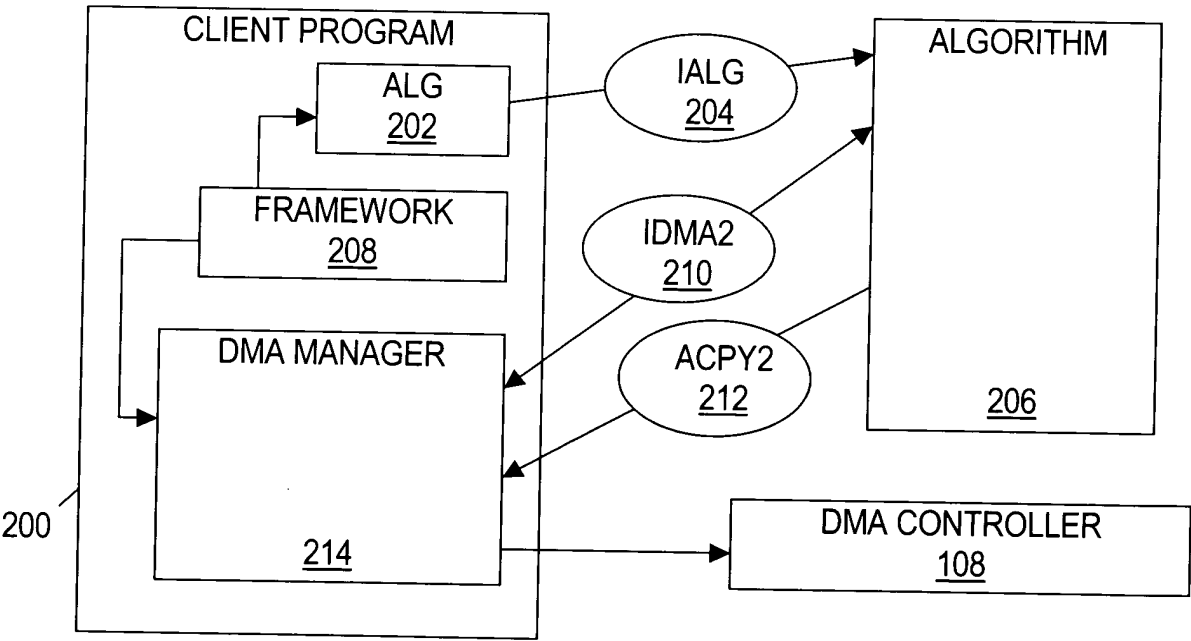 CLIENT PROGRAM
ALG
202
IALG
204
ALGORITHM
206
FRAMEWORK
208
IDMA2
210
DMA MANAGER
214
ACPY2
212
200
DMA CONTROLLER
108